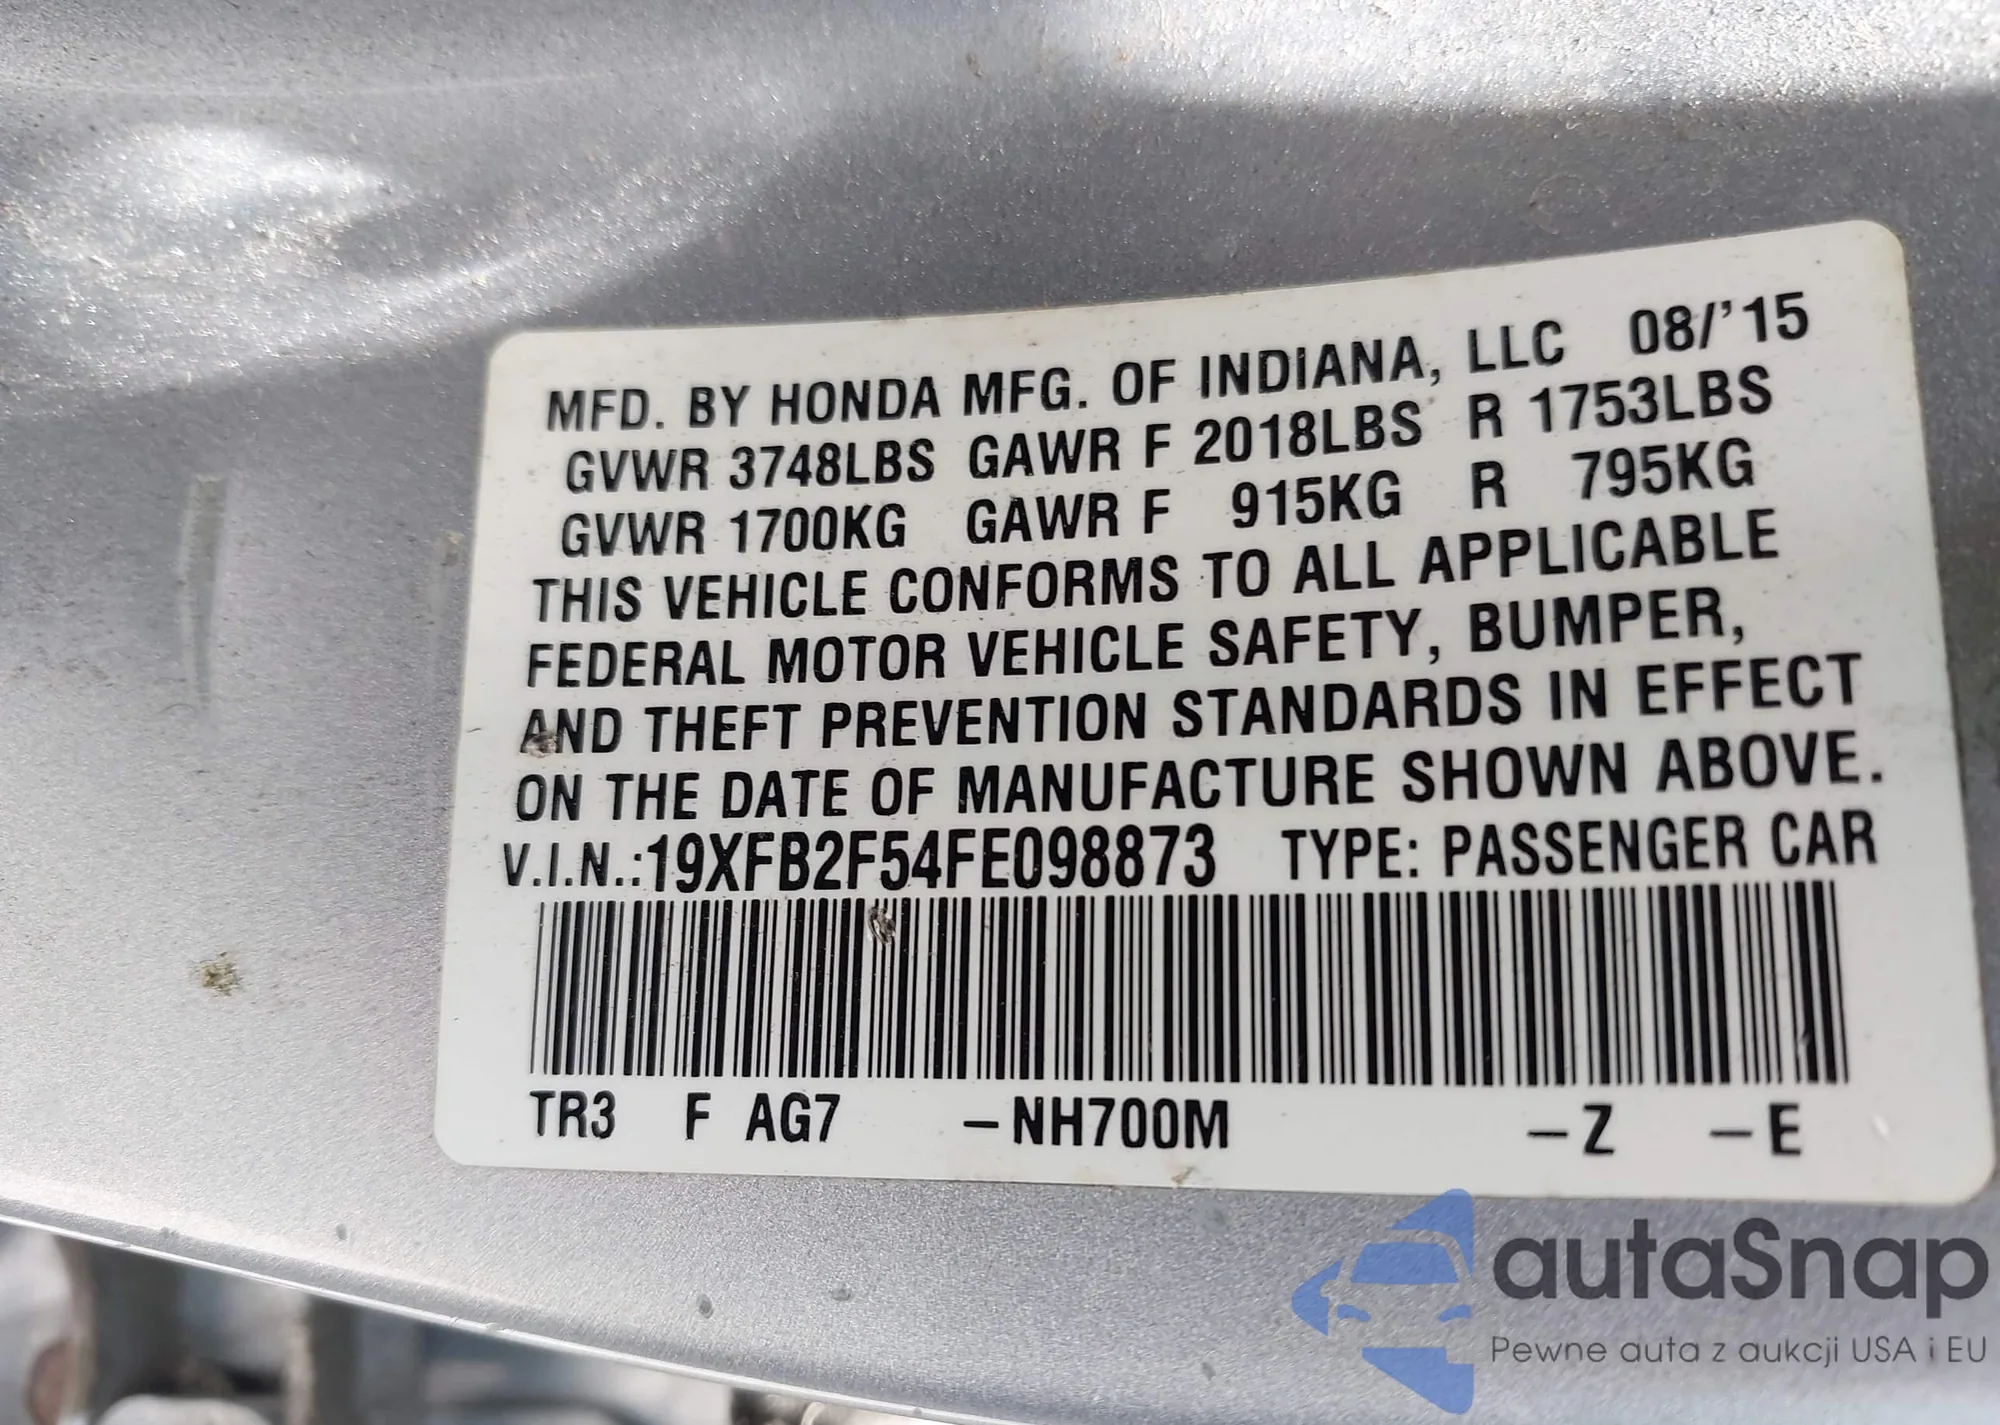 MFD. BY HONDA MFG. OF INDIANA, LLC 08/'15
GVWR 3748LBS GAWR F 2018LBS R 1753LBS
GVWR 1700KG GAWR F 915KG R 795KG
THIS VEHICLE CONFORMS TO ALL APPLICABLE
FEDERAL MOTOR VEHICLE SAFETY, BUMPER,
AND THEFT PREVENTION STANDARDS IN EFFECT
ON THE DATE OF MANUFACTURE SHOWN ABOVE.
V.I.N.:19XFB2F54FE098873 TYPE: PASSENGER CAR
TR3 F AG7 –NH700M –Z –E
autaSnap
Pewne auta z aukcji USA i EU